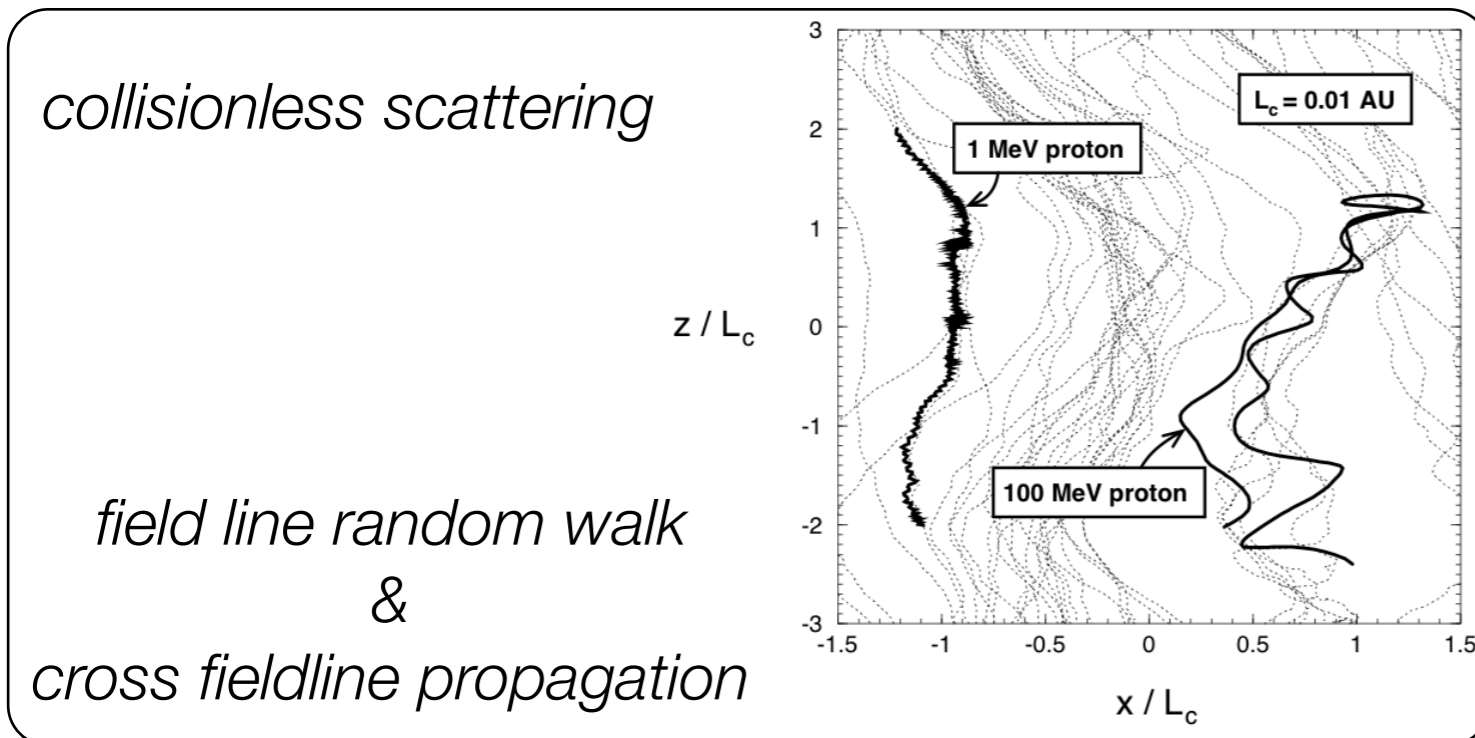 collisionless scattering
field line random walk
&
cross fieldline propagation
3
2
1
0
-1
-2
-3
z / L_c
-1.5
-1
-0.5
0
0.5
1
1.5
x / L_c
L_c = 0.01 AU
1 MeV proton
100 MeV proton